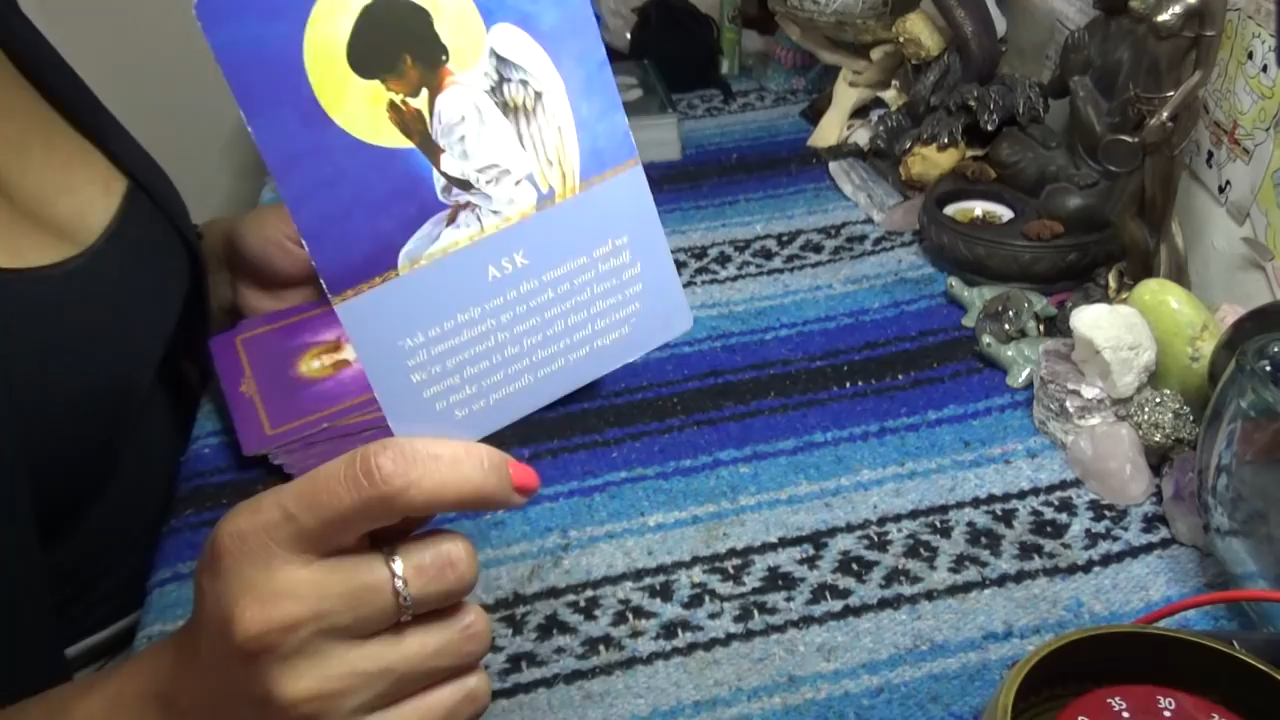 ASK
"Ask us to help you in this situation, and we
will immediately go to work on your behalf.
We're governed by many universal laws, and
among them is the free will that allows you
to make your own choices and decisions.
So we patiently await your request."
35 30